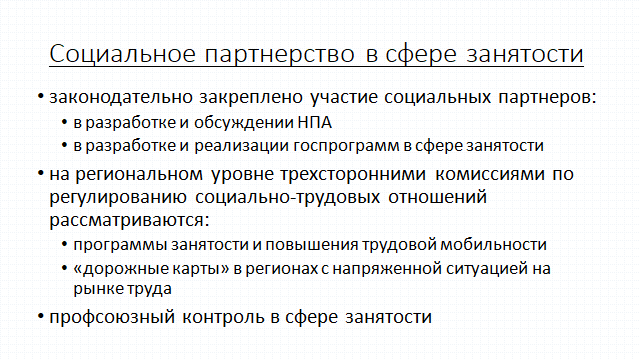 Социальное партнерство в сфере занятости
• законодательно закреплено участие социальных партнеров:
• в разработке и обсуждении НПА
• в разработке и реализации госпрограмм в сфере занятости
• на региональном уровне трехсторонними комиссиями по
регулированию социально-трудовых отношений
рассматриваются:
• программы занятости и повышения трудовой мобильности
• «дорожные карты» в регионах с напряженной ситуацией на
рынке труда
• профсоюзный контроль в сфере занятости